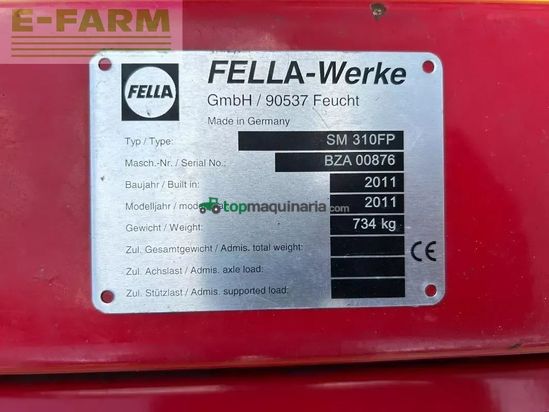 E-FARM
FELLA
FELLA-Werke
GmbH / 90537 Feucht
Made in Germany
Typ / Type: SM 310FP
Masch.-Nr. / Serial No.: BZA 00876
Baujahr / Built in: 2011
Modelljahr / model 2011
topmaquinaria.com
Gewicht / Weight: 734 kg
Zul. Gesamtgewicht / Admis. total weight:
CE
Zul. Achslast / Admis. axle load:
Zul. Stützlast / Admis. supported load: